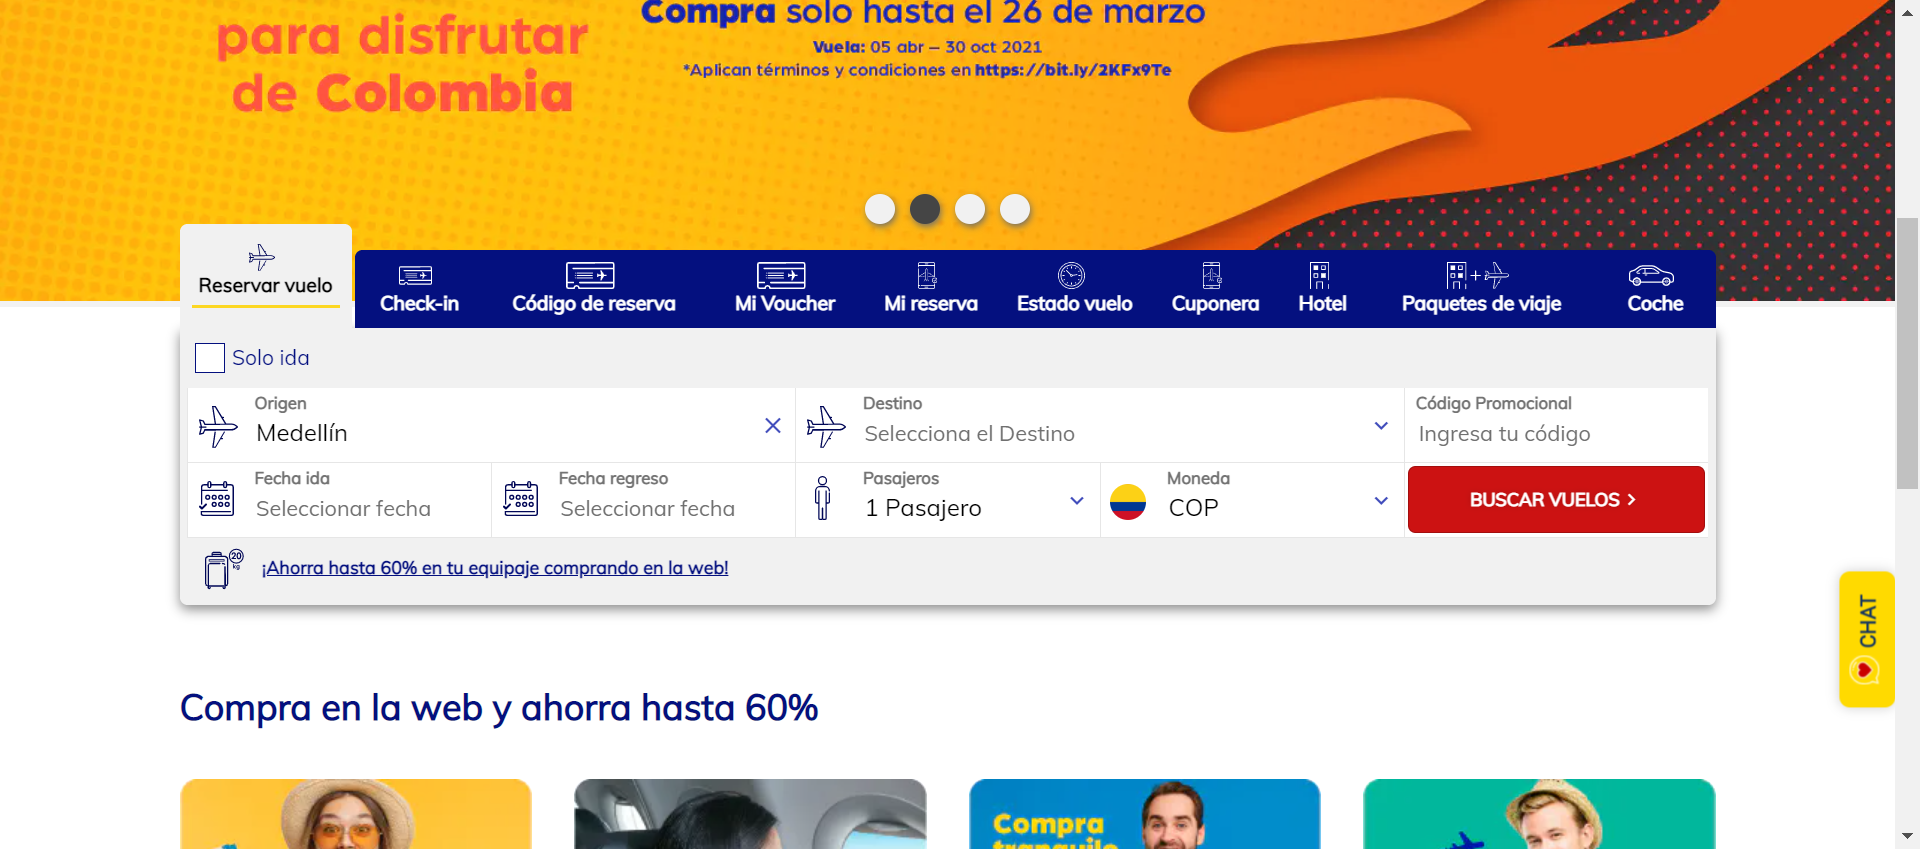 para disfrutar
de Colombia
Compra solo hasta el 26 de marzo
Vuela: 05 abr – 30 oct 2021
*Aplican términos y condiciones en https://bit.ly/2KFx9Te
Reservar vuelo
Check-in
Código de reserva
Mi Voucher
Mi reserva
Estado vuelo
Cuponera
Hotel
Paquetes de viaje
Coche
Solo ida
Origen
Medellín
Destino
Selecciona el Destino
Código Promocional
Ingresa tu código
Fecha ida
Seleccionar fecha
Fecha regreso
Seleccionar fecha
Pasajeros
1 Pasajero
Moneda
COP
BUSCAR VUELOS
20
kg
¡Ahorra hasta 60% en tu equipaje comprando en la web!
CHAT
Compra en la web y ahorra hasta 60%
Compra
tranquilo